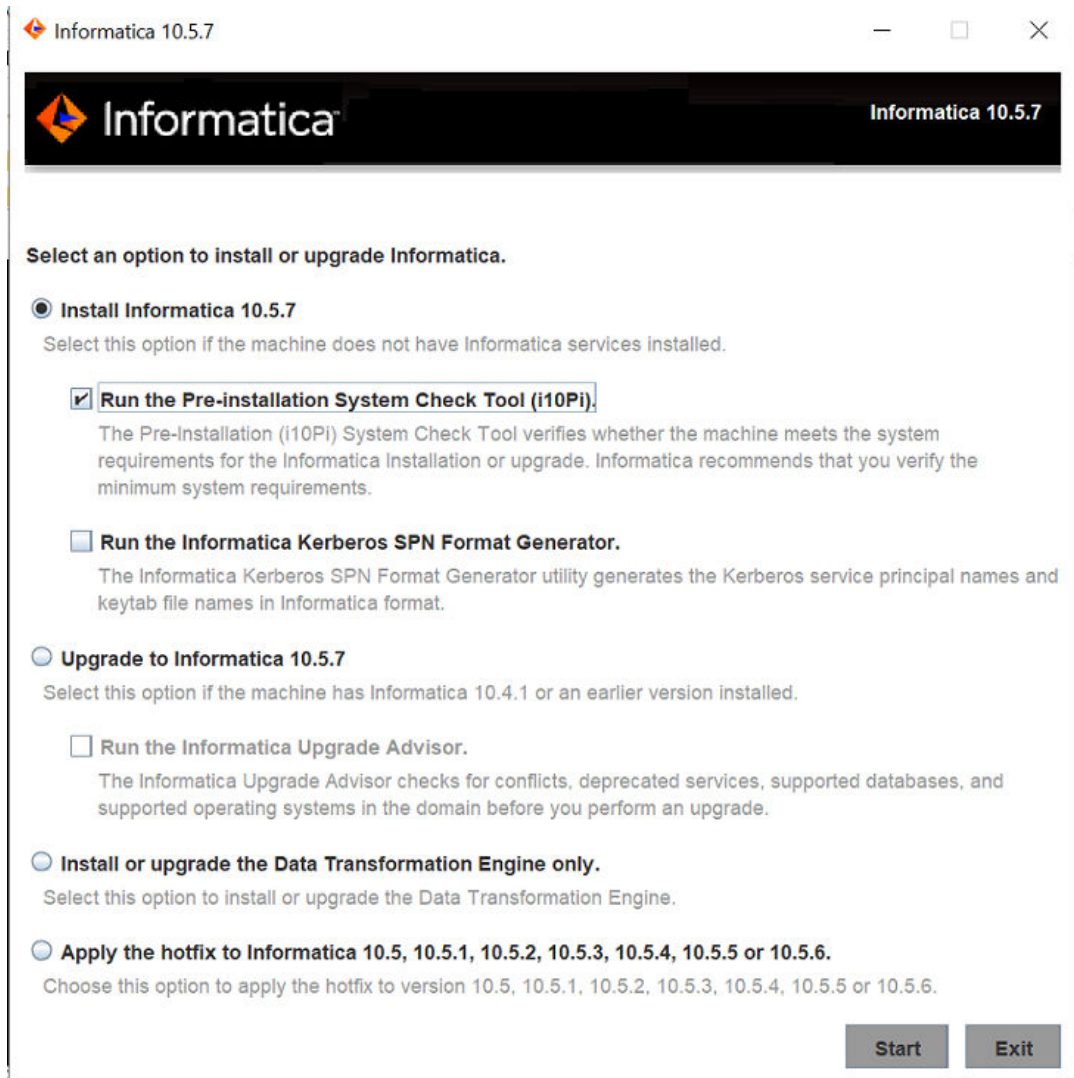 Informatica 10.5.7
Informatica
Informatica 10.5.7
Select an option to install or upgrade Informatica.
Install Informatica 10.5.7
Select this option if the machine does not have Informatica services installed.
Run the Pre-installation System Check Tool (i10Pi).
The Pre-Installation (i10Pi) System Check Tool verifies whether the machine meets the system
requirements for the Informatica Installation or upgrade. Informatica recommends that you verify the
minimum system requirements.
Run the Informatica Kerberos SPN Format Generator.
The Informatica Kerberos SPN Format Generator utility generates the Kerberos service principal names and
keytab file names in Informatica format.
Upgrade to Informatica 10.5.7
Select this option if the machine has Informatica 10.4.1 or an earlier version installed.
Run the Informatica Upgrade Advisor.
The Informatica Upgrade Advisor checks for conflicts, deprecated services, supported databases, and
supported operating systems in the domain before you perform an upgrade.
Install or upgrade the Data Transformation Engine only.
Select this option to install or upgrade the Data Transformation Engine.
Apply the hotfix to Informatica 10.5, 10.5.1, 10.5.2, 10.5.3, 10.5.4, 10.5.5 or 10.5.6.
Choose this option to apply the hotfix to version 10.5, 10.5.1, 10.5.2, 10.5.3, 10.5.4, 10.5.5 or 10.5.6.
Start Exit